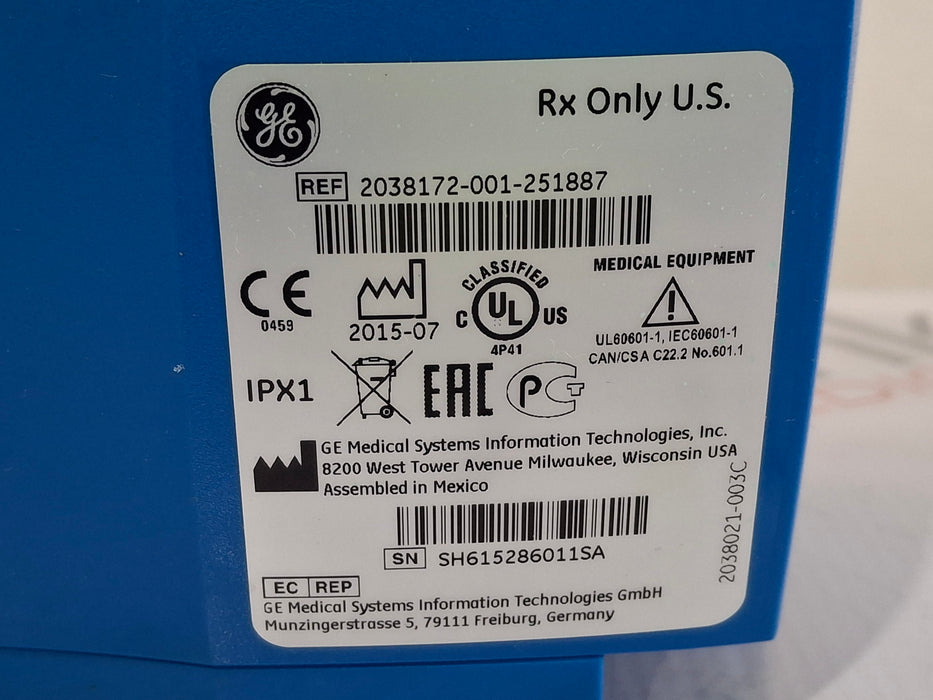 GE
Rx Only U.S.
REF 2038172-001-251887
CE
0459
2015-07
CLASSIFIED
C UL US
4P41
MEDICAL EQUIPMENT
UL60601-1, IEC60601-1
CAN/CSA C22.2 No.601.1
IPX1
EAC
PCT
GE Medical Systems Information Technologies, Inc.
8200 West Tower Avenue Milwaukee, Wisconsin USA
Assembled in Mexico
SN SH615286011SA
2038021-003C
EC REP
GE Medical Systems Information Technologies GmbH
Munzingerstrasse 5, 79111 Freiburg, Germany